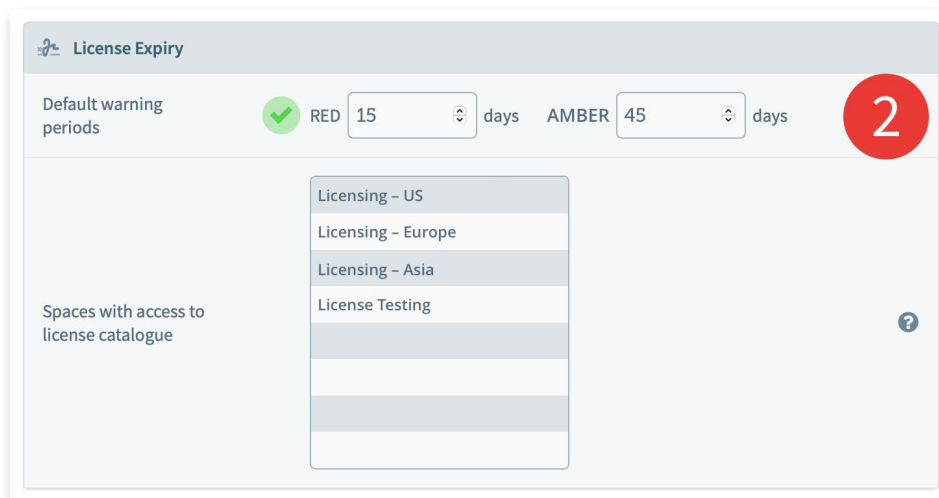 License Expiry
Default warning
periods
RED 15 days AMBER 45 days
2
Licensing – US
Licensing – Europe
Licensing – Asia
License Testing
Spaces with access to
license catalogue
?